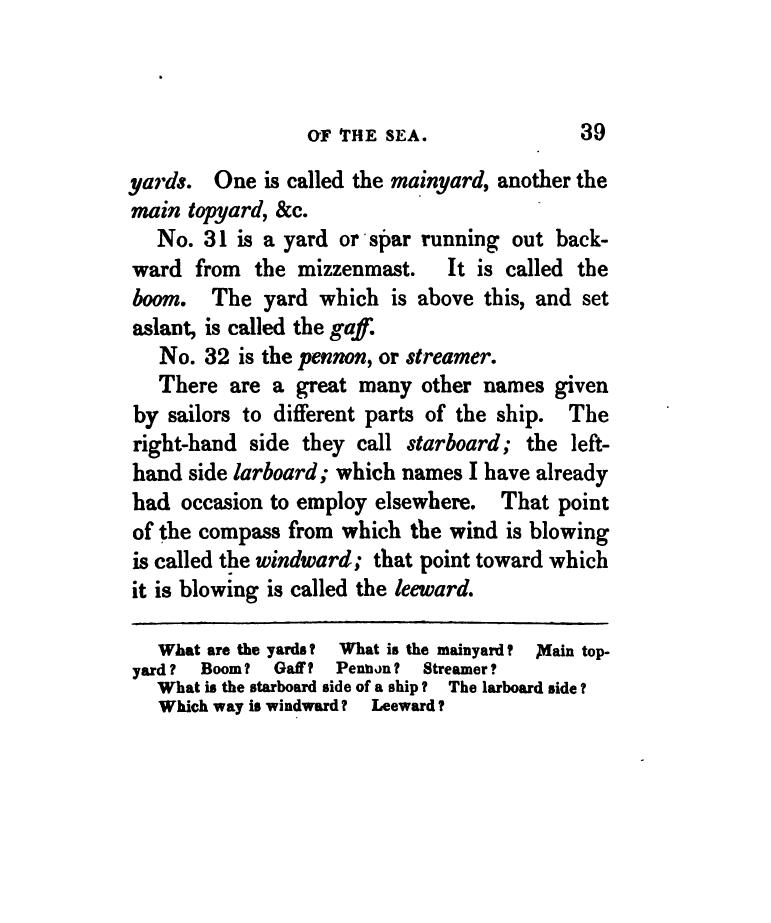 OF THE SEA. 39
yards. One is called the mainyard, another the
main topyard, &c.
No. 31 is a yard or spar running out back-
ward from the mizzenmast. It is called the
boom. The yard which is above this, and set
aslant, is called the gaff.
No. 32 is the pennon, or streamer.
There are a great many other names given
by sailors to different parts of the ship. The
right-hand side they call starboard; the left-
hand side larboard; which names I have already
had occasion to employ elsewhere. That point
of the compass from which the wind is blowing
is called the windward; that point toward which
it is blowing is called the leeward.
What are the yards? What is the mainyard? Main top-
yard? Boom? Gaff? Pennon? Streamer?
What is the starboard side of a ship? The larboard side?
Which way is windward? Leeward?